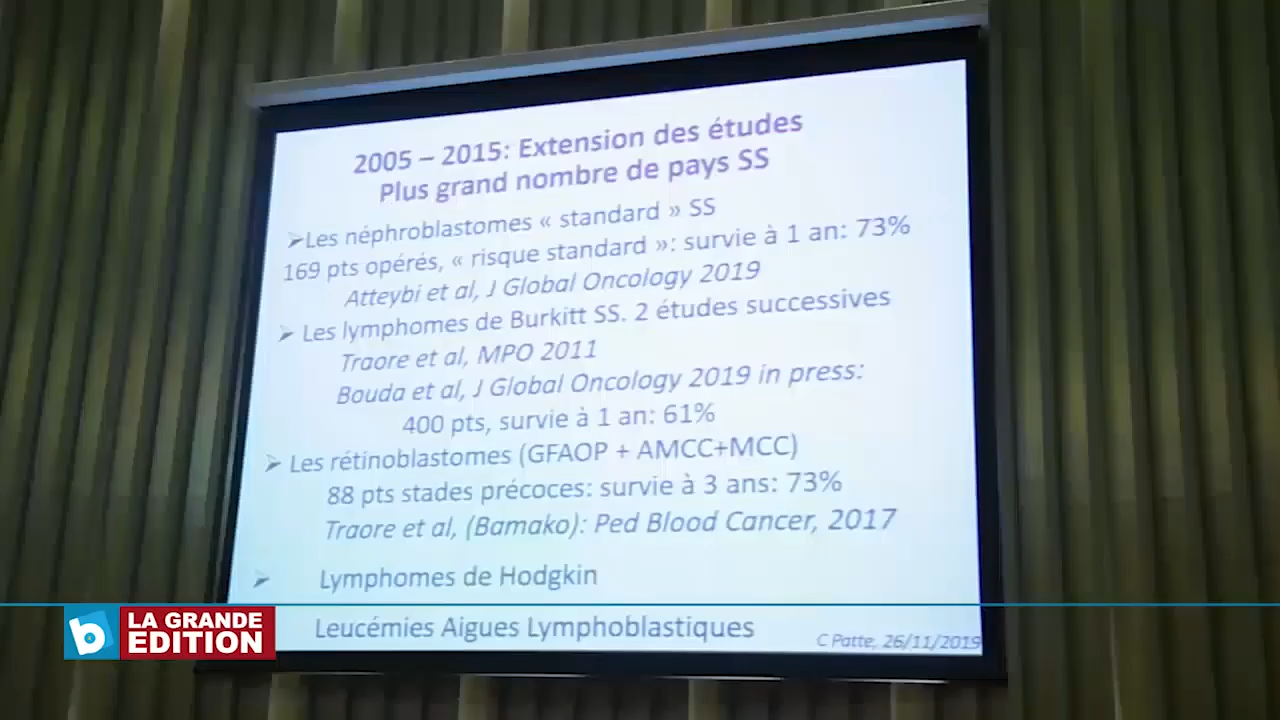 2005 – 2015: Extension des études
Plus grand nombre de pays SS
➢Les néphroblastomes « standard » SS
169 pts opérés, « risque standard »: survie à 1 an: 73%
Atteybi et al, J Global Oncology 2019
➢ Les lymphomes de Burkitt SS. 2 études successives
Traore et al, MPO 2011
Bouda et al, J Global Oncology 2019 in press:
400 pts, survie à 1 an: 61%
➢ Les rétinoblastomes (GFAOP + AMCC+MCC)
88 pts stades précoces: survie à 3 ans: 73%
Traore et al, (Bamako): Ped Blood Cancer, 2017
➢ Lymphomes de Hodgkin
Leucémies Aigues Lymphoblastiques
C Patte, 26/11/2019
b LA GRANDE
EDITION